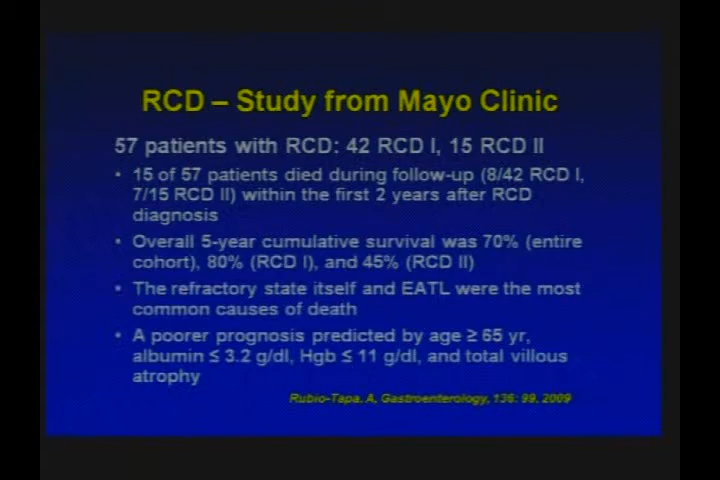 RCD – Study from Mayo Clinic
57 patients with RCD: 42 RCD I, 15 RCD II
• 15 of 57 patients died during follow-up (8/42 RCD I,
7/15 RCD II) within the first 2 years after RCD
diagnosis
• Overall 5-year cumulative survival was 70% (entire
cohort), 80% (RCD I), and 45% (RCD II)
• The refractory state itself and EATL were the most
common causes of death
• A poorer prognosis predicted by age ≥ 65 yr,
albumin ≤ 3.2 g/dl, Hgb ≤ 11 g/dl, and total villous
atrophy
Rubio-Tapa, A, Gastroenterology, 136: 99, 2009